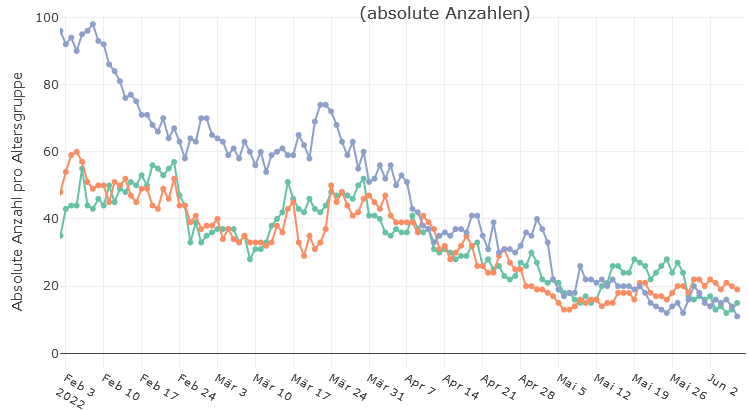 (absolute Anzahlen)
Absolute Anzahl pro Altersgruppe
100
80
60
40
20
0
Feb 3
2022
Feb 10
Feb 17
Feb 24
Mär 3
Mär 10
Mär 17
Mär 24
Mär 31
Apr 7
Apr 14
Apr 21
Apr 28
Mai 5
Mai 12
Mai 19
Mai 26
Jun 2